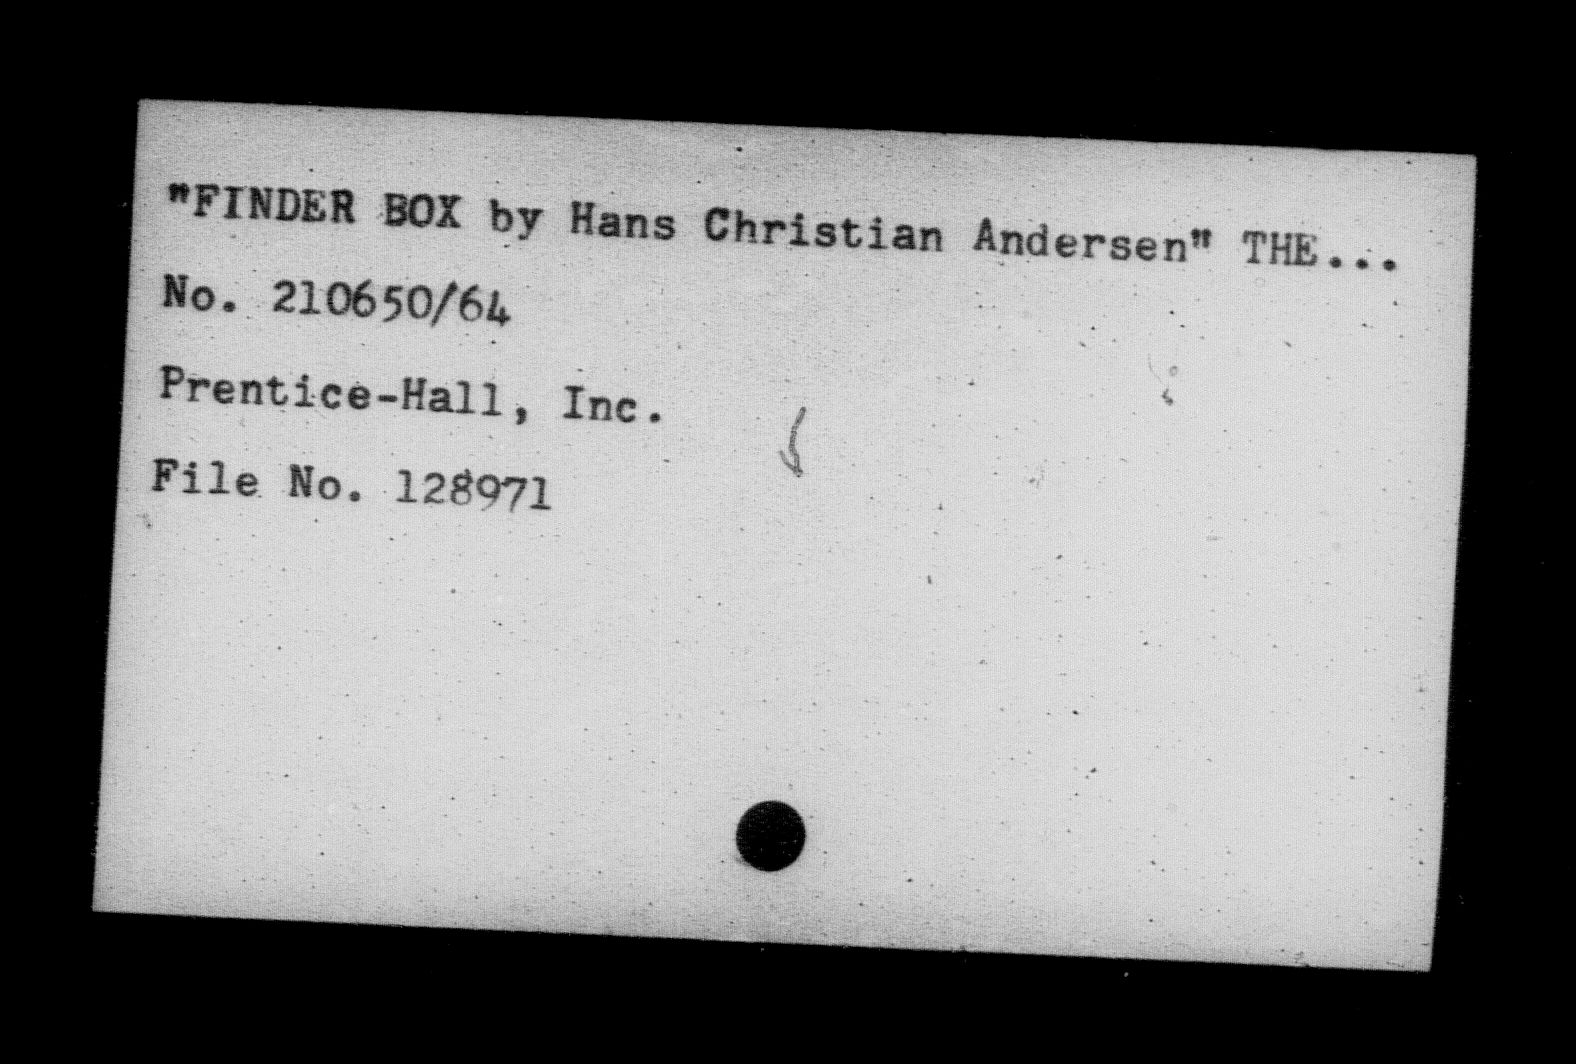 "FINDER BOX by Hans Christian Andersen" THE...
No. 210650/64
Prentice-Hall, Inc.
File No. 128971